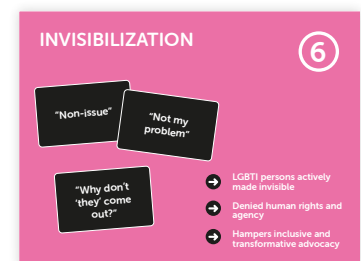 INVISIBILIZATION
6
“Non-issue”
“Not my
problem”
“Why don’t
‘they’ come
out?”
LGBTI persons actively
made invisible
Denied human rights and
agency
Hampers inclusive and
transformative advocacy